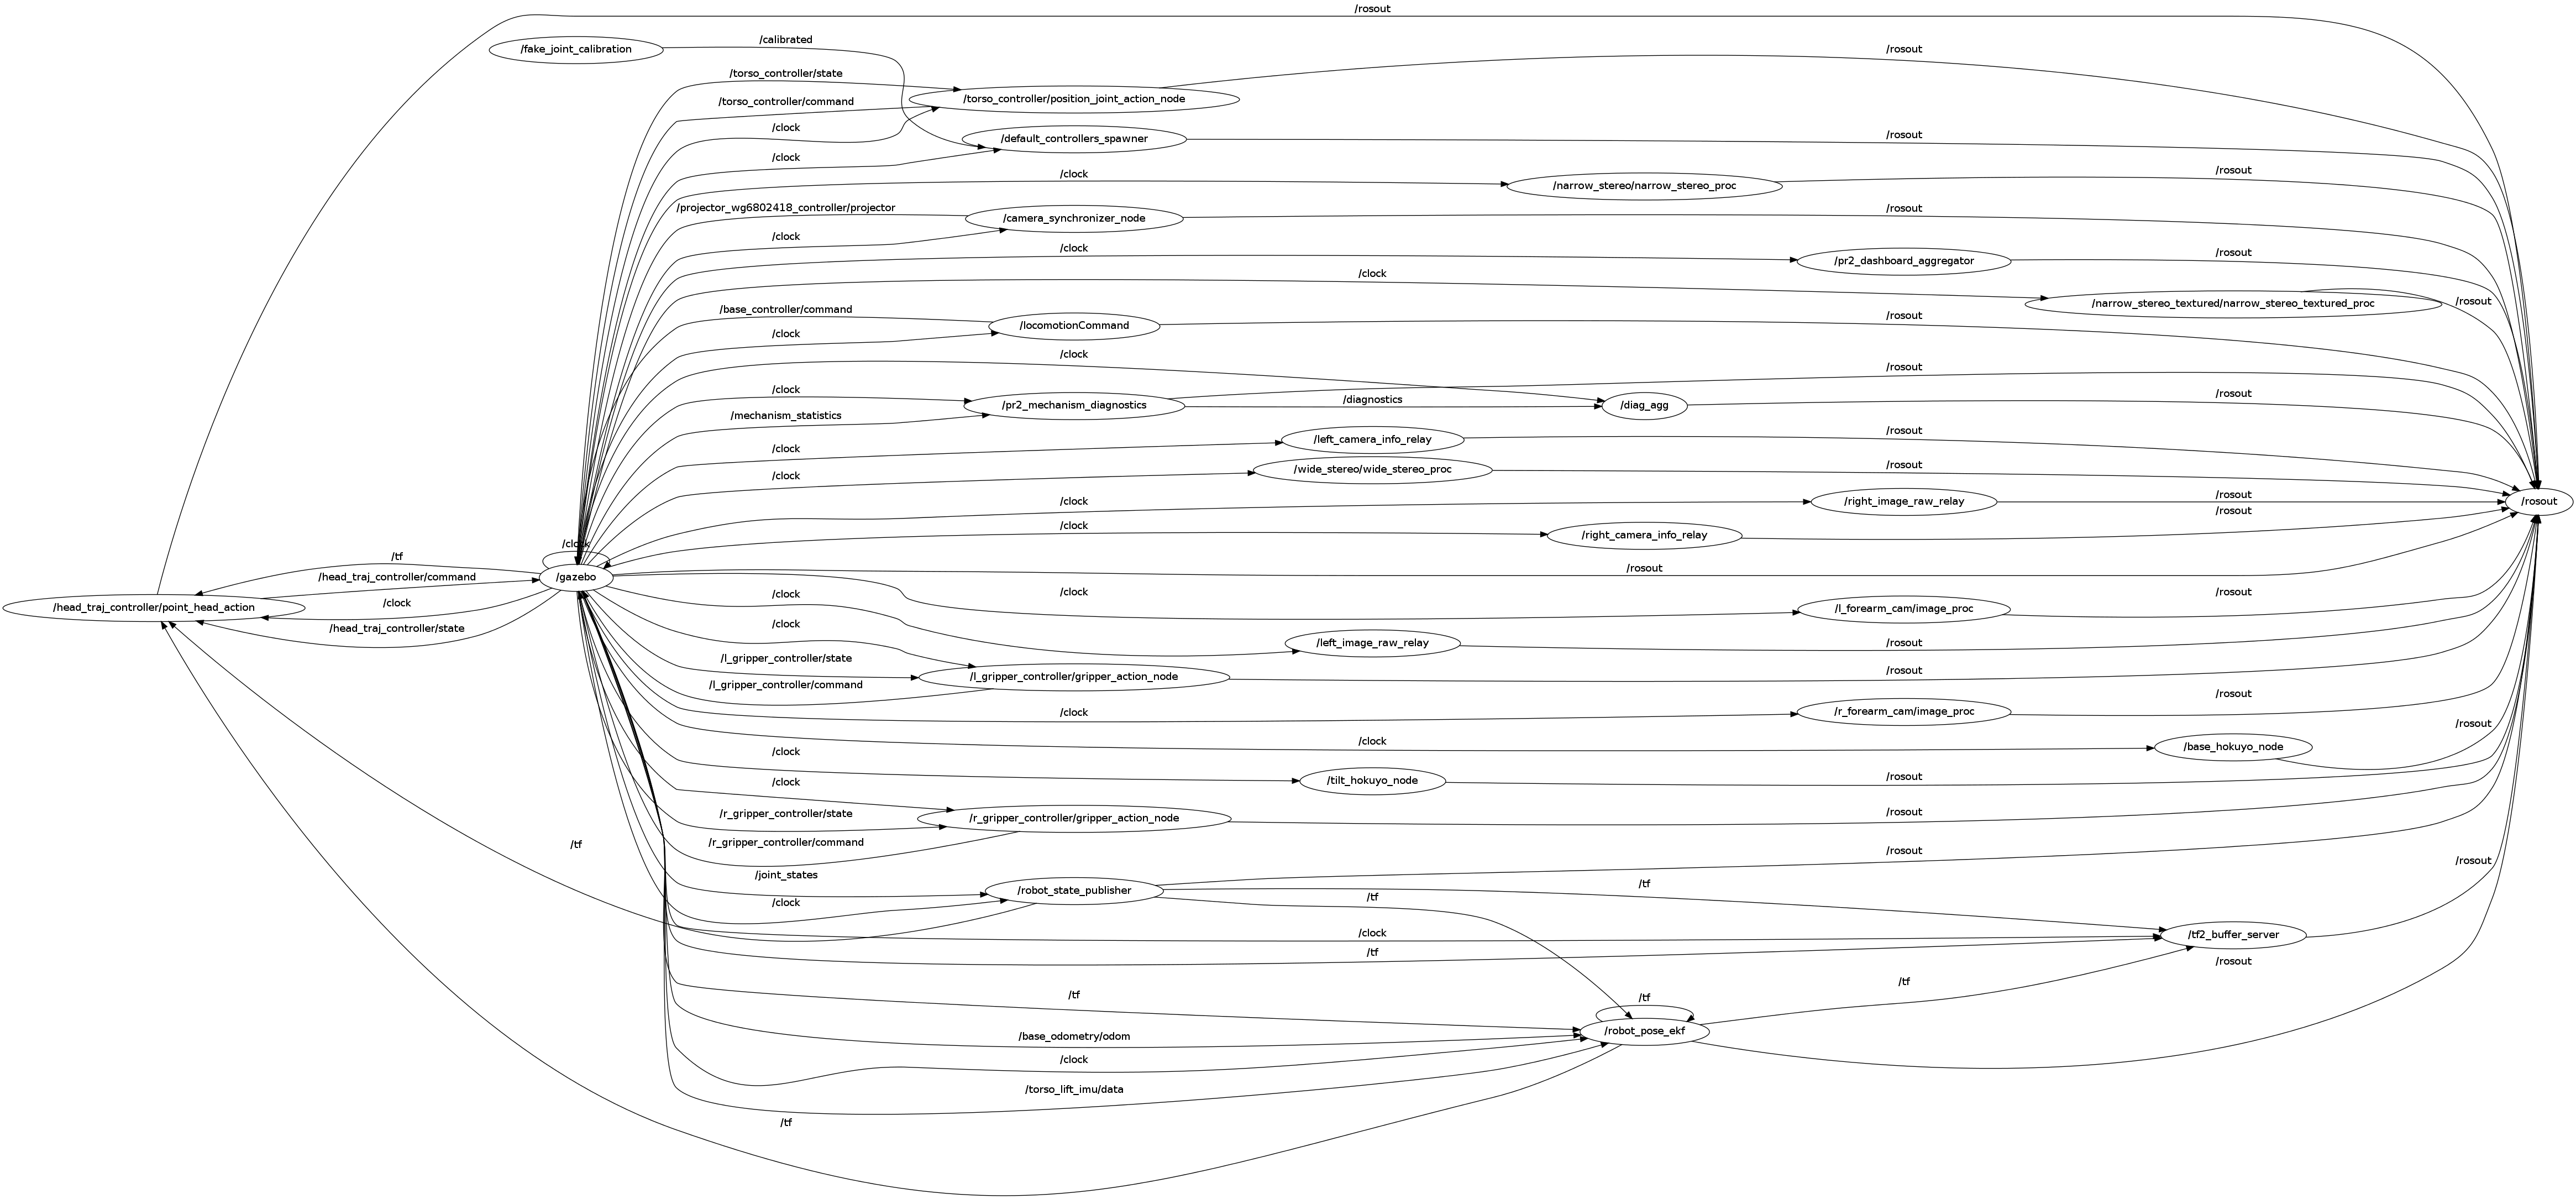 /rosout
/fake_joint_calibration
/calibrated
/rosout
/torso_controller/state
/torso_controller/position_joint_action_node
/torso_controller/command
/clock
/default_controllers_spawner
/rosout
/clock
/clock
/rosout
/narrow_stereo/narrow_stereo_proc
/projector_wg6802418_controller/projector
/camera_synchronizer_node
/rosout
/clock
/clock
/rosout
/pr2_dashboard_aggregator
/clock
/narrow_stereo_textured/narrow_stereo_textured_proc
/rosout
/base_controller/command
/locomotionCommand
/rosout
/clock
/clock
/rosout
/clock
/pr2_mechanism_diagnostics
/diagnostics
/diag_agg
/rosout
/mechanism_statistics
/clock
/left_camera_info_relay
/rosout
/clock
/wide_stereo/wide_stereo_proc
/rosout
/clock
/right_image_raw_relay
/rosout
/rosout
/clock
/right_camera_info_relay
/rosout
/clock
/tf
/gazebo
/rosout
/head_traj_controller/command
/clock
/clock
/rosout
/head_traj_controller/point_head_action
/clock
/l_forearm_cam/image_proc
/head_traj_controller/state
/clock
/left_image_raw_relay
/rosout
/l_gripper_controller/state
/l_gripper_controller/gripper_action_node
/rosout
/l_gripper_controller/command
/clock
/r_forearm_cam/image_proc
/rosout
/clock
/base_hokuyo_node
/rosout
/clock
/tilt_hokuyo_node
/rosout
/clock
/r_gripper_controller/state
/r_gripper_controller/gripper_action_node
/rosout
/r_gripper_controller/command
/tf
/joint_states
/robot_state_publisher
/rosout
/tf
/rosout
/clock
/tf
/clock
/tf2_buffer_server
/tf
/rosout
/tf
/tf
/tf
/base_odometry/odom
/robot_pose_ekf
/clock
/torso_lift_imu/data
/tf